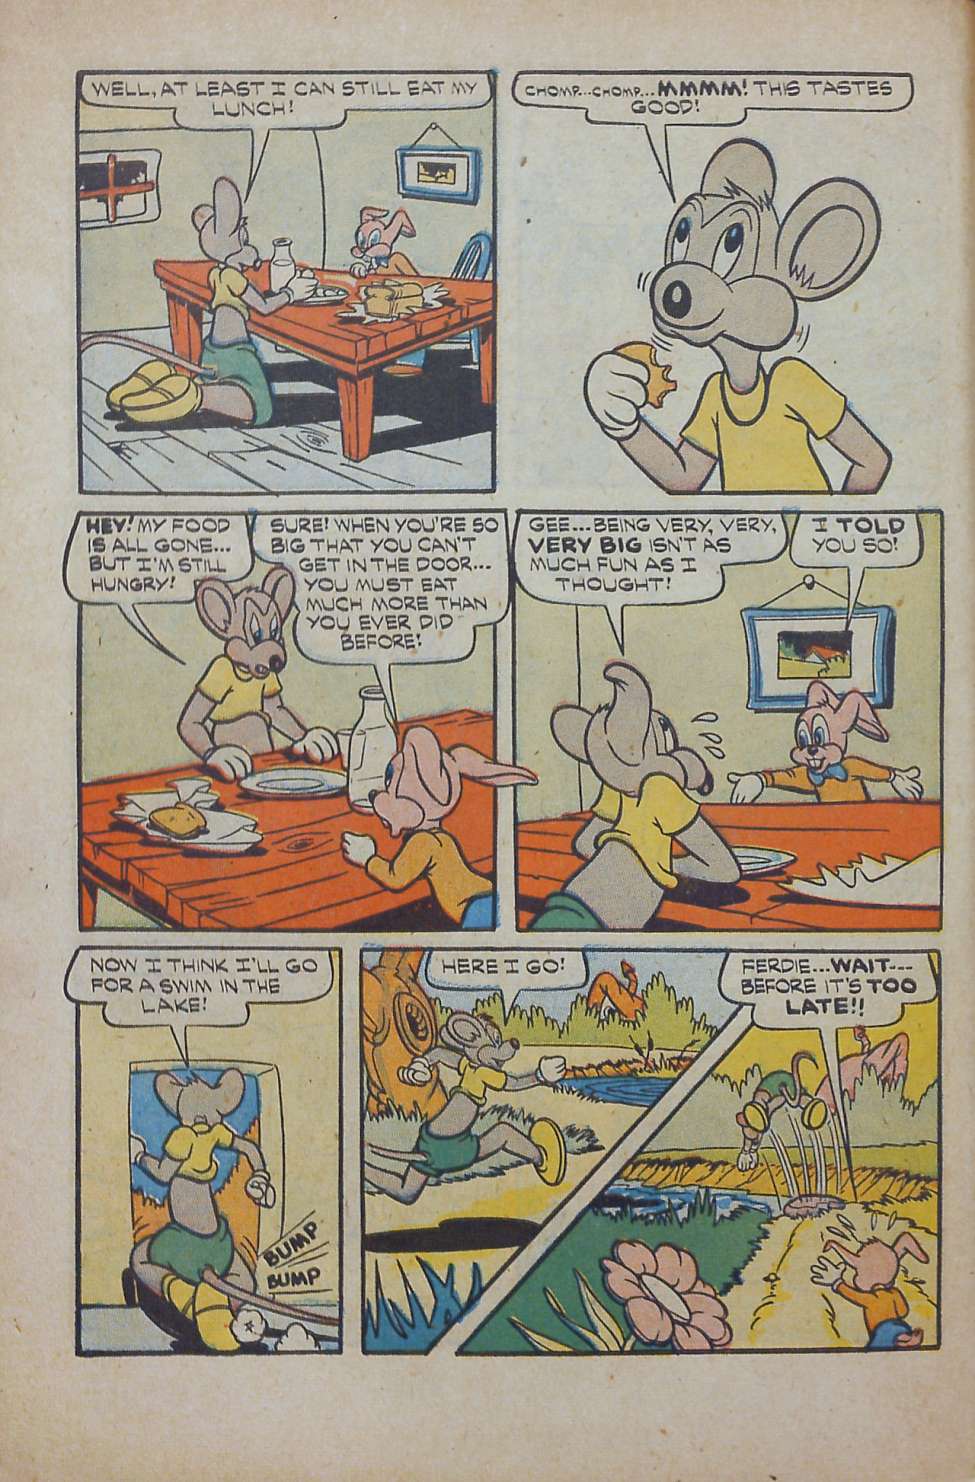 WELL, AT LEAST I CAN STILL EAT MY
LUNCH!
CHOMP...CHOMP...MMMM! THIS TASTES
GOOD!
HEY! MY FOOD
IS ALL GONE...
BUT I'M STILL
HUNGRY!
SURE! WHEN YOU'RE SO
BIG THAT YOU CAN'T
GET IN THE DOOR...
YOU MUST EAT
MUCH MORE THAN
YOU EVER DID
BEFORE!
GEE...BEING VERY, VERY,
VERY BIG ISN'T AS
MUCH FUN AS I
THOUGHT!
I TOLD
YOU SO!
NOW I THINK I'LL GO
FOR A SWIM IN THE
LAKE!
BUMP
BUMP
HERE I GO!
FERDIE...WAIT---
BEFORE IT'S TOO
LATE!!